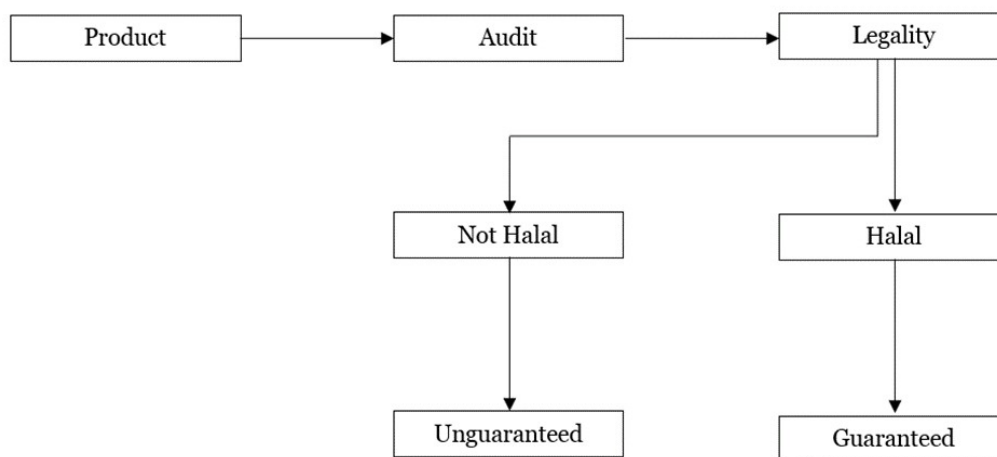 Product
Audit
Legality
Not Halal
Halal
Unguaranteed
Guaranteed